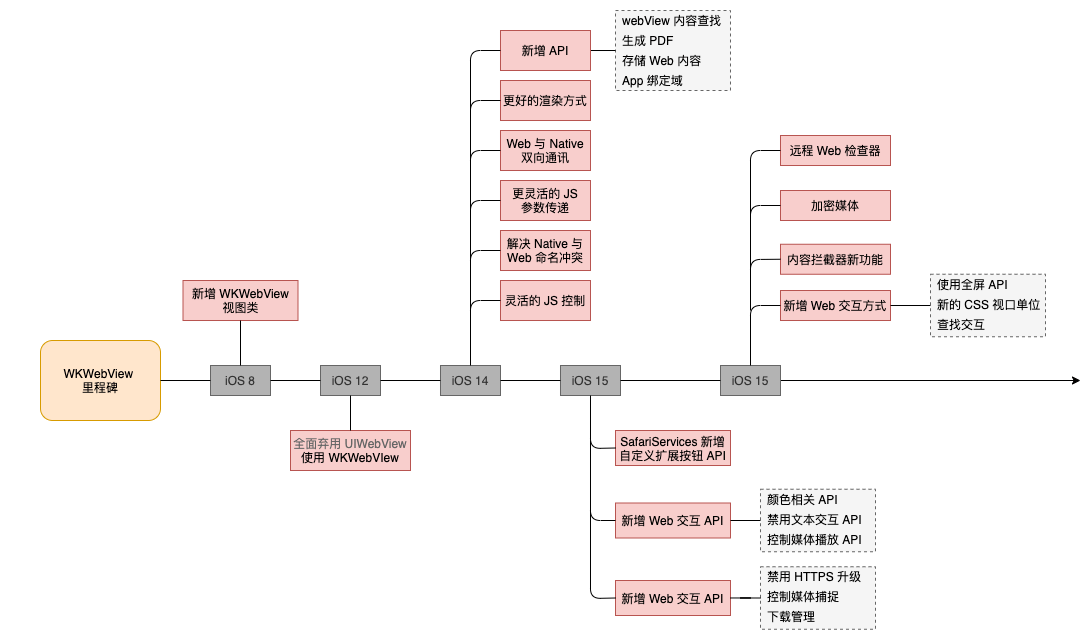 WKWebView
里程碑
iOS 8
新增 WKWebView
视图类
iOS 12
全面弃用 UIWebView
使用 WKWebVIew
iOS 14
新增 API
webView 内容查找
生成 PDF
存储 Web 内容
App 绑定域
更好的渲染方式
Web 与 Native
双向通讯
更灵活的 JS
参数传递
解决 Native 与
Web 命名冲突
灵活的 JS 控制
iOS 15
SafariServices 新增
自定义扩展按钮 API
新增 Web 交互 API
颜色相关 API
禁用文本交互 API
控制媒体播放 API
新增 Web 交互 API
禁用 HTTPS 升级
控制媒体捕捉
下载管理
iOS 15
远程 Web 检查器
加密媒体
内容拦截器新功能
新增 Web 交互方式
使用全屏 API
新的 CSS 视口单位
查找交互